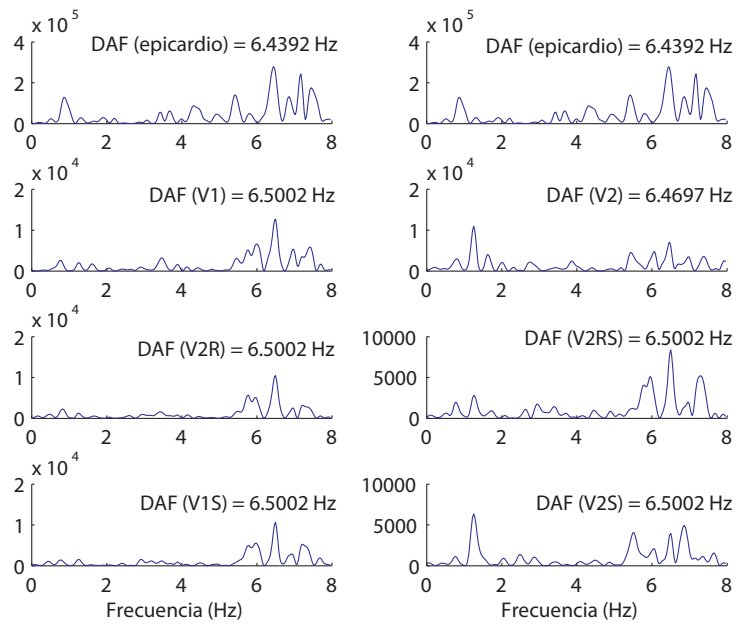 x 10^5
DAF (epicardio) = 6.4392 Hz
4
2
0
0 2 4 6 8
x 10^5
DAF (epicardio) = 6.4392 Hz
4
2
0
0 2 4 6 8
x 10^4
DAF (V1) = 6.5002 Hz
2
1
0
0 2 4 6 8
x 10^4
DAF (V2) = 6.4697 Hz
2
1
0
0 2 4 6 8
x 10^4
DAF (V2R) = 6.5002 Hz
2
1
0
0 2 4 6 8
DAF (V2RS) = 6.5002 Hz
10000
5000
0
0 2 4 6 8
x 10^4
DAF (V1S) = 6.5002 Hz
2
1
0
0 2 4 6 8
Frecuencia (Hz)
10000
DAF (V2S) = 6.5002 Hz
5000
0
0 2 4 6 8
Frecuencia (Hz)